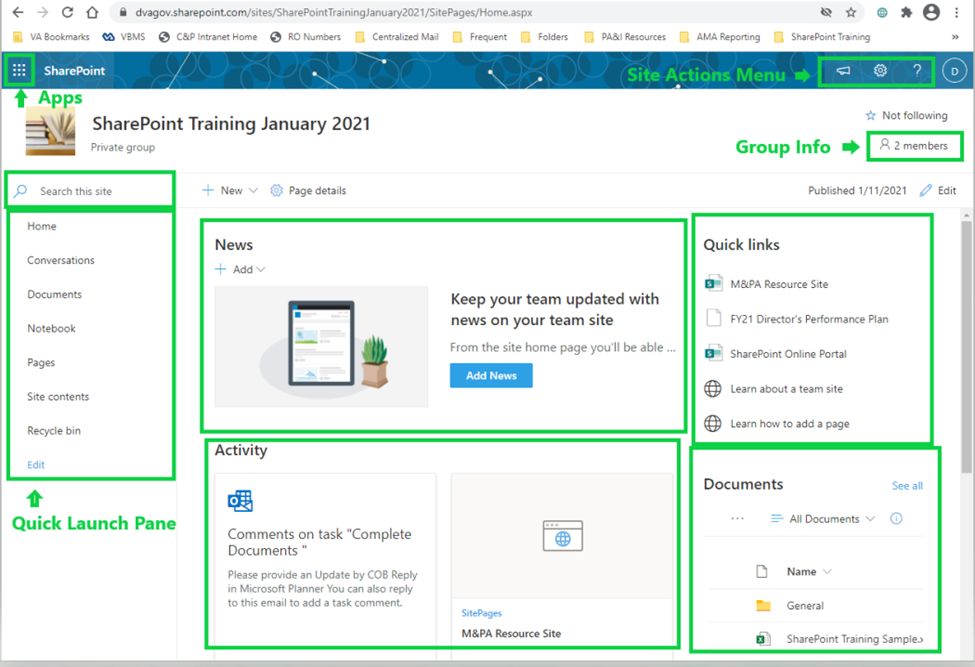 dvagov.sharepoint.com/sites/SharePointTrainingJanuary2021/SitePages/Home.aspx
VA Bookmarks VBMS C&P Intranet Home RO Numbers Centralized Mail Frequent Folders PA&I Resources AMA Reporting SharePoint Training »
SharePoint
Site Actions Menu
? D
Apps
SharePoint Training January 2021
Private group
Not following
Group Info
2 members
Search this site
New
Page details
Published 1/11/2021
Edit
Home
Conversations
Documents
Notebook
Pages
Site contents
Recycle bin
Edit
Quick Launch Pane
News
Add
Keep your team updated with
news on your team site
From the site home page you'll be able ...
Add News
Activity
Comments on task "Complete
Documents "
Please provide an Update by COB Reply
in Microsoft Planner You can also reply
to this email to add a task comment.
SitePages
M&PA Resource Site
Quick links
M&PA Resource Site
FY21 Director's Performance Plan
SharePoint Online Portal
Learn about a team site
Learn how to add a page
Documents
See all
... All Documents
Name
General
SharePoint Training Sample.x